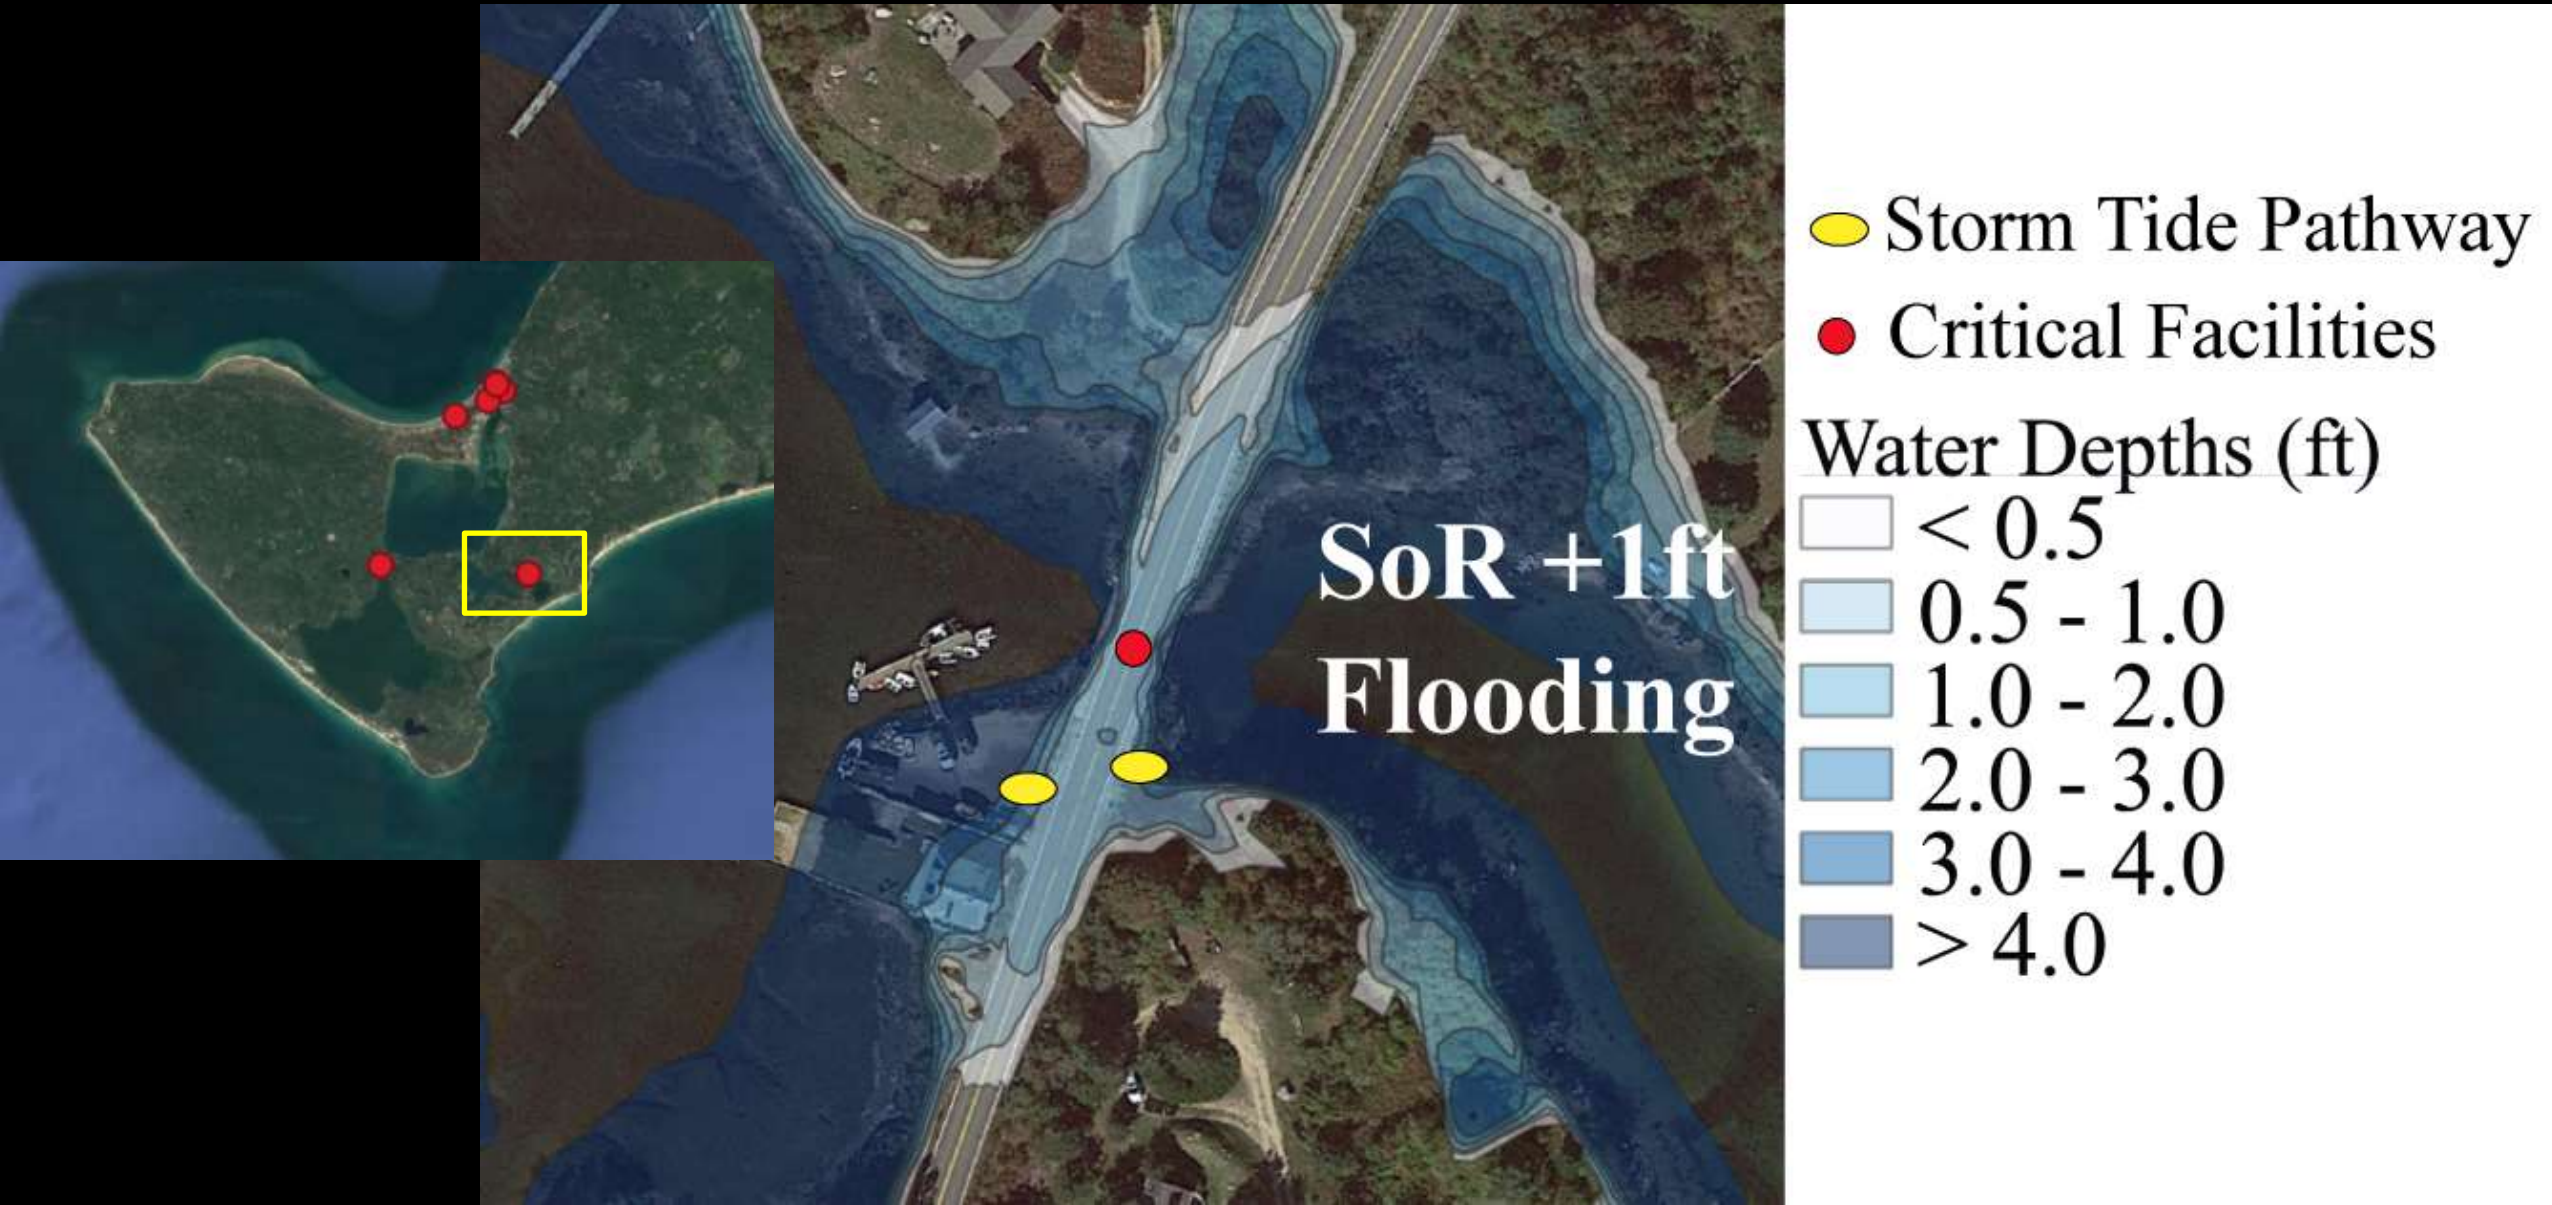 SoR +1ft
Flooding
Storm Tide Pathway
Critical Facilities
Water Depths (ft)
< 0.5
0.5 - 1.0
1.0 - 2.0
2.0 - 3.0
3.0 - 4.0
> 4.0